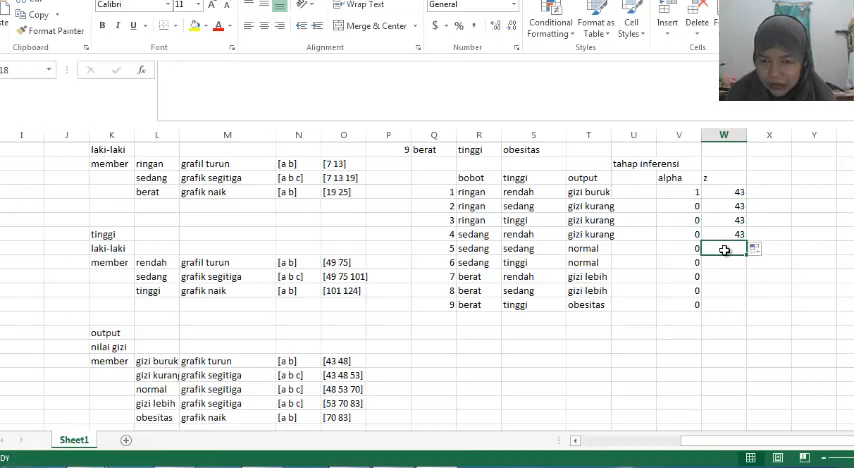 Copy
Format Painter
Clipboard
Calibri 11
B I U
Font
Wrap Text
Merge & Center
Alignment
General
$ % ,
Number
Conditional Formatting
Format as Table
Cell Styles
Styles
Insert Delete
Cells
18
fx
I J K L M N O P Q R S T U V W X Y
laki-laki 9 berat tinggi obesitas
member ringan grafil turun [a b] [7 13] tahap inferensi
sedang grafik segitiga [a b c] [7 13 19] bobot tinggi output alpha z
berat grafik naik [a b] [19 25] 1 ringan rendah gizi buruk 1 43
2 ringan sedang gizi kurang 0 43
3 ringan tinggi gizi kurang 0 43
tinggi 4 sedang rendah gizi kurang 0 43
laki-laki 5 sedang sedang normal 0
member rendah grafil turun [a b] [49 75] 6 sedang tinggi normal 0
sedang grafik segitiga [a b c] [49 75 101] 7 berat rendah gizi lebih 0
tinggi grafik naik [a b] [101 124] 8 berat sedang gizi lebih 0
9 berat tinggi obesitas 0
output
nilai gizi
member gizi buruk grafik turun [a b] [43 48]
gizi kurang grafik segitiga [a b c] [43 48 53]
normal grafik segitiga [a b c] [48 53 70]
gizi lebih grafik segitiga [a b c] [53 70 83]
obesitas grafik naik [a b] [70 83]
Sheet1